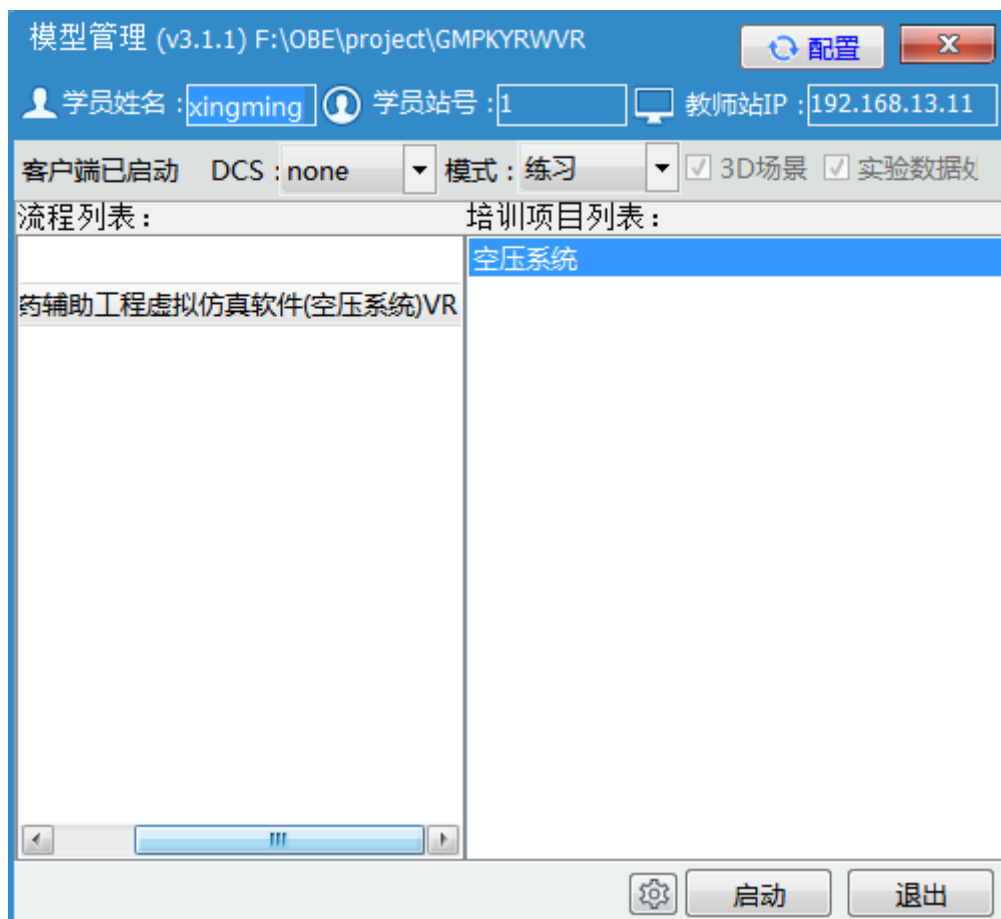 模型管理 (v3.1.1) F:\OBE\project\GMPKYRWVR 配置 x
学员姓名 : xingming 学员站号 : 1 教师站IP : 192.168.13.11
客户端已启动 DCS : none 模式 : 练习 3D场景 实验数据处
流程列表: 培训项目列表:
空压系统
药辅助工程虚拟仿真软件(空压系统)VR
启动 退出